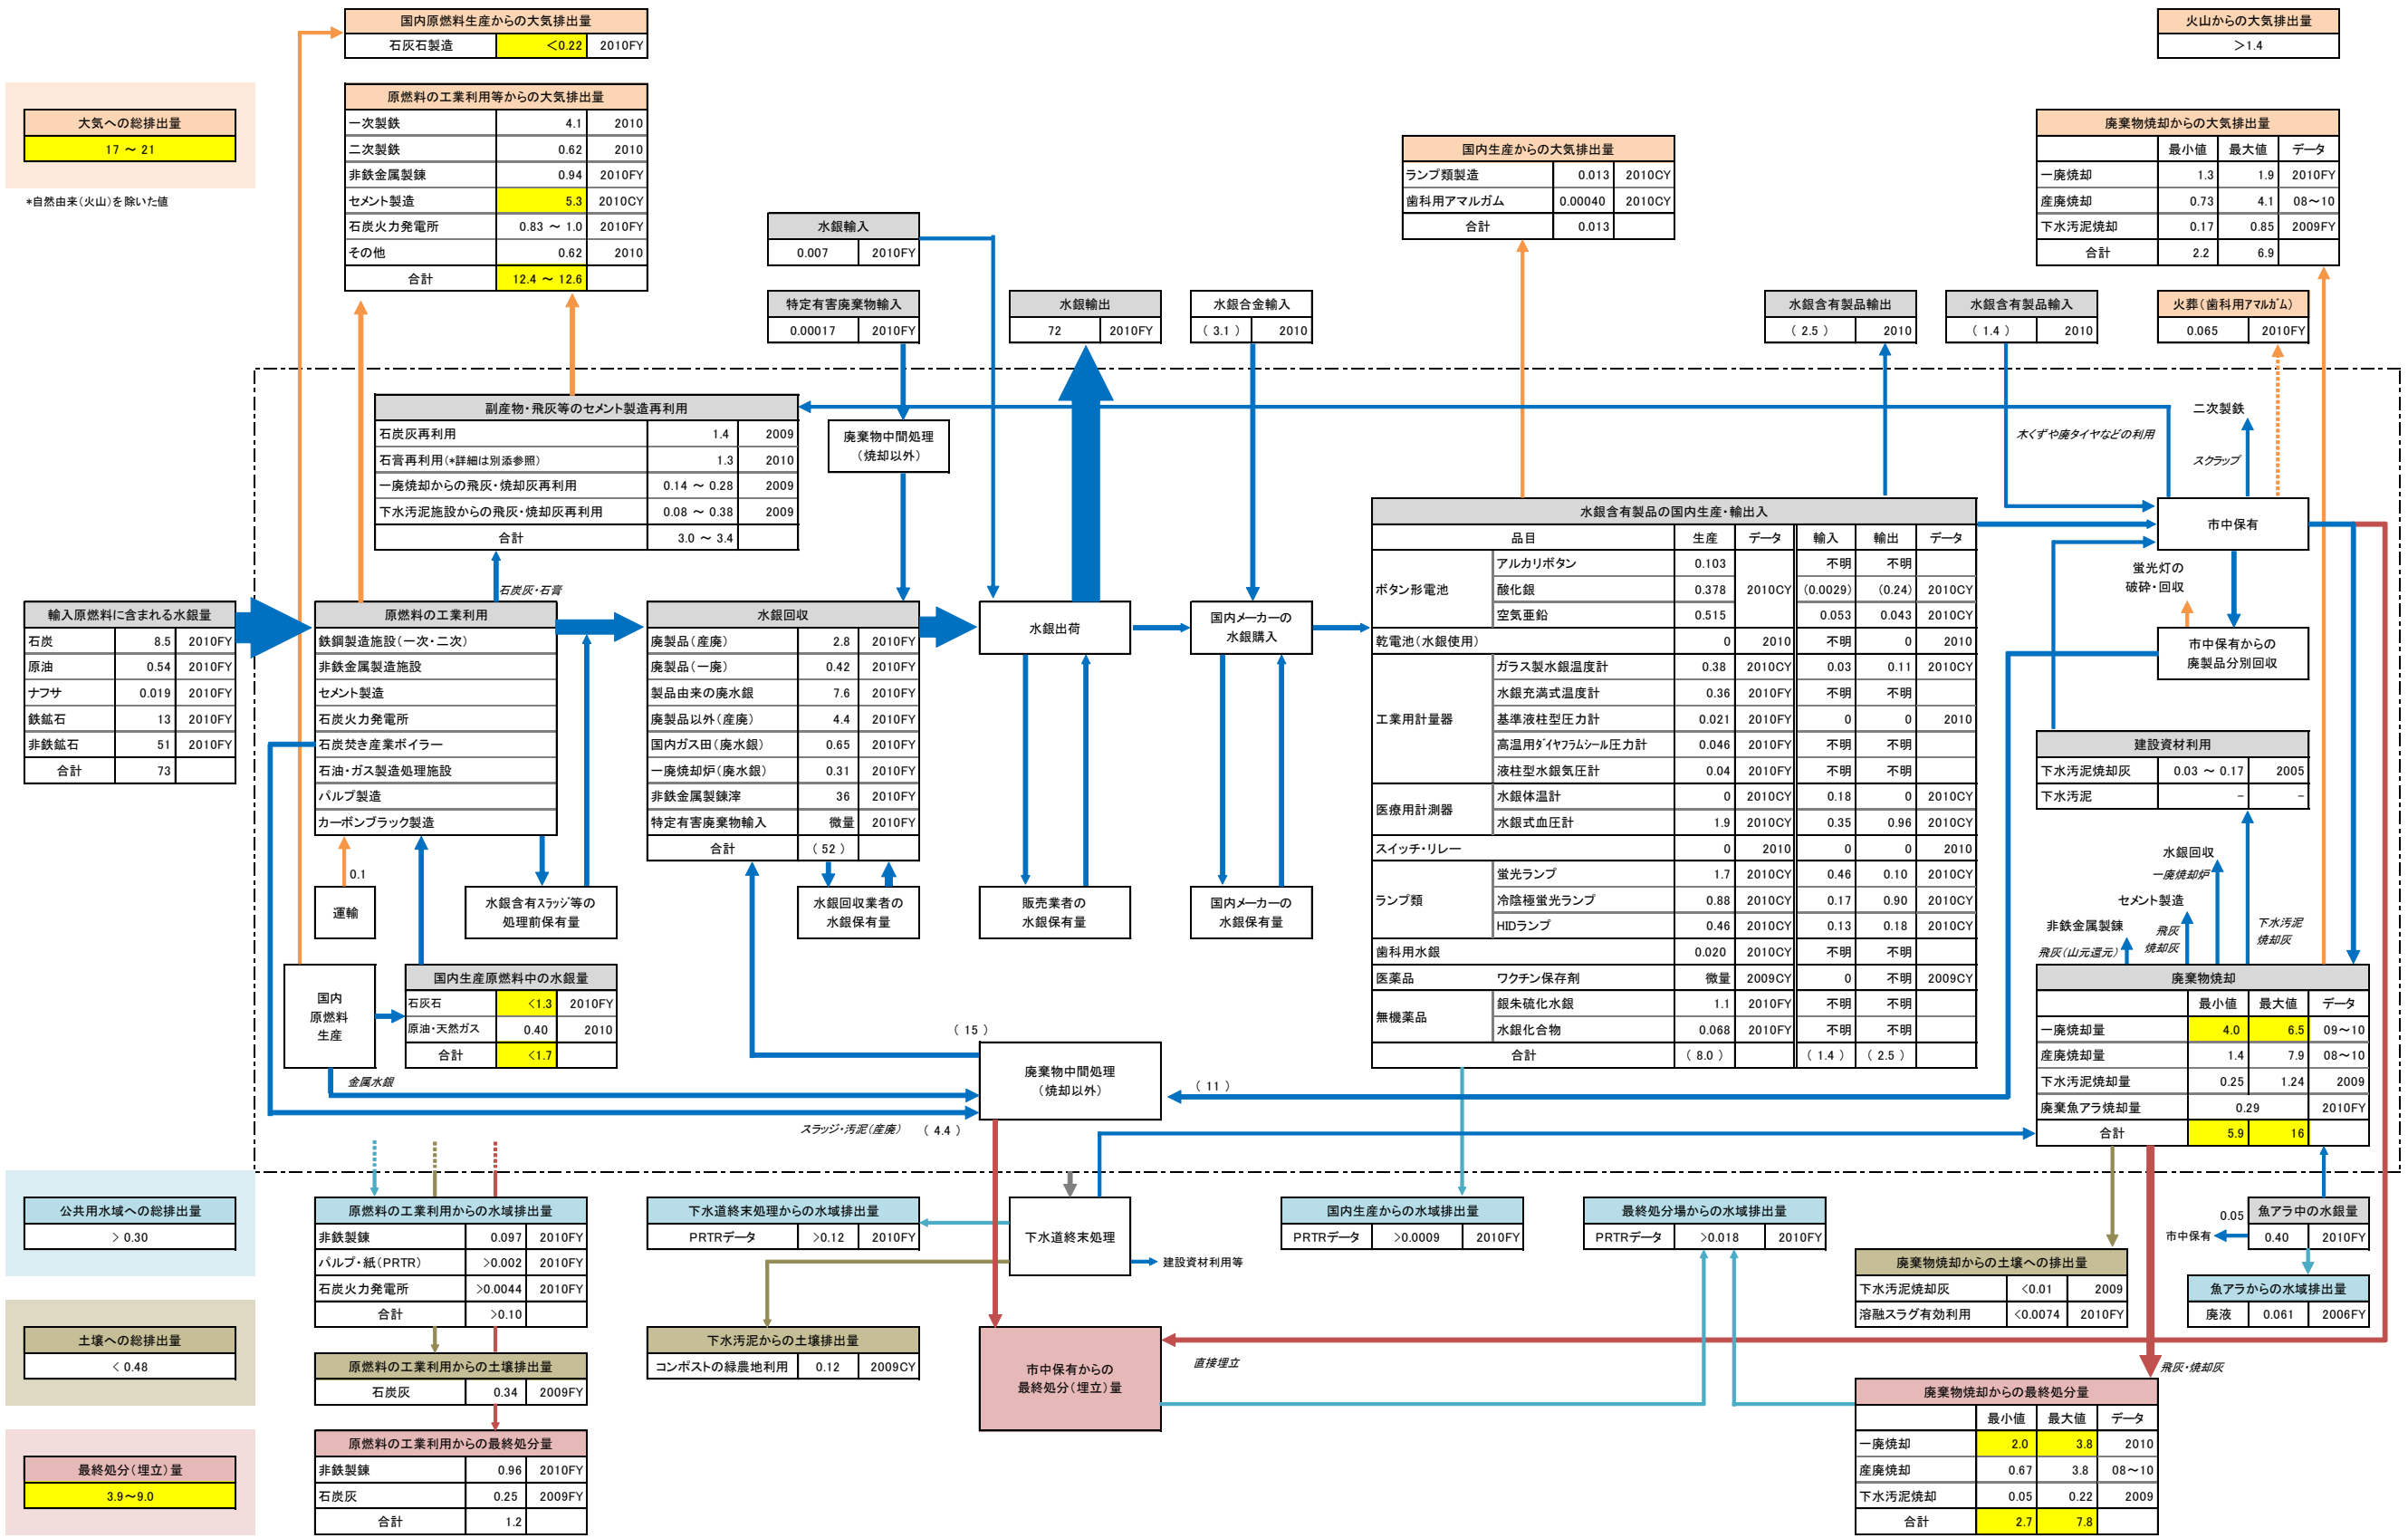 国内原燃料生産からの大気排出量
石灰石製造 <0.22 2010FY
火山からの大気排出量
>1.4
大気への総排出量
17 ～ 21
*自然由来(火山)を除いた値
原燃料の工業利用等からの大気排出量
一次製鉄 4.1 2010
二次製鉄 0.62 2010
非鉄金属製錬 0.94 2010FY
セメント製造 5.3 2010CY
石炭火力発電所 0.83 ～ 1.0 2010FY
その他 0.62 2010
合計 12.4 ～ 12.6
水銀輸入
0.007 2010FY
特定有害廃棄物輸入
0.00017 2010FY
水銀輸出
72 2010FY
水銀合金輸入
( 3.1 ) 2010
国内生産からの大気排出量
ランプ類製造 0.013 2010CY
歯科用アマルガム 0.00040 2010CY
合計 0.013
水銀含有製品輸出
( 2.5 ) 2010
水銀含有製品輸入
( 1.4 ) 2010
廃棄物焼却からの大気排出量
最小値 最大値 データ
一廃焼却 1.3 1.9 2010FY
産廃焼却 0.73 4.1 08～10
下水汚泥焼却 0.17 0.85 2009FY
合計 2.2 6.9
火葬(歯科用アマルガム)
0.065 2010FY
副産物・飛灰等のセメント製造再利用
石炭灰再利用 1.4 2009
石膏再利用(*詳細は別添参照) 1.3 2010
一廃焼却からの飛灰・焼却灰再利用 0.14 ～ 0.28 2009
下水汚泥施設からの飛灰・焼却灰再利用 0.08 ～ 0.38 2009
合計 3.0 ～ 3.4
石炭灰・石膏
廃棄物中間処理
(焼却以外)
木くずや廃タイヤなどの利用
二次製鉄
スクラップ
市中保有
蛍光灯の
破砕・回収
市中保有からの
廃製品分別回収
輸入原燃料に含まれる水銀量
石炭 8.5 2010FY
原油 0.54 2010FY
ナフサ 0.019 2010FY
鉄鉱石 13 2010FY
非鉄鉱石 51 2010FY
合計 73
原燃料の工業利用
鉄鋼製造施設(一次・二次)
非鉄金属製造施設
セメント製造
石炭火力発電所
石炭焚き産業ボイラー
石油・ガス製造処理施設
パルプ製造
カーボンブラック製造
水銀回収
廃製品(産廃) 2.8 2010FY
廃製品(一廃) 0.42 2010FY
製品由来の廃水銀 7.6 2010FY
廃製品以外(産廃) 4.4 2010FY
国内ガス田(廃水銀) 0.65 2010FY
一廃焼却炉(廃水銀) 0.31 2010FY
非鉄金属製錬滓 36 2010FY
特定有害廃棄物輸入 微量 2010FY
合計 ( 52 )
水銀出荷
国内メーカーの
水銀購入
水銀含有製品の国内生産・輸出入
品目 生産 データ 輸入 輸出 データ
ボタン形電池 アルカリボタン 0.103 不明 不明
酸化銀 0.378 2010CY (0.0029) (0.24) 2010CY
空気亜鉛 0.515 0.053 0.043 2010CY
乾電池(水銀使用) 0 2010 不明 0 2010
工業用計量器 ガラス製水銀温度計 0.38 2010CY 0.03 0.11 2010CY
水銀充満式温度計 0.36 2010FY 不明 不明
基準液柱型圧力計 0.021 2010FY 0 0 2010
高温用ダイヤフラムシール圧力計 0.046 2010FY 不明 不明
液柱型水銀気圧計 0.04 2010FY 不明 不明
医療用計測器 水銀体温計 0 2010CY 0.18 0 2010CY
水銀式血圧計 1.9 2010CY 0.35 0.96 2010CY
スイッチ・リレー 0 2010 0 0 2010
ランプ類 蛍光ランプ 1.7 2010CY 0.46 0.10 2010CY
冷陰極蛍光ランプ 0.88 2010CY 0.17 0.90 2010CY
HIDランプ 0.46 2010CY 0.13 0.18 2010CY
歯科用水銀 0.020 2010CY 不明 不明
医薬品 ワクチン保存剤 微量 2009CY 0 不明 2009CY
無機薬品 銀朱硫化水銀 1.1 2010FY 不明 不明
水銀化合物 0.068 2010FY 不明 不明
合計 ( 8.0 ) ( 1.4 ) ( 2.5 )
建設資材利用
下水汚泥焼却灰 0.03 ～ 0.17 2005
下水汚泥 - -
0.1
運輸
水銀含有スラッジ等の
処理前保有量
水銀回収業者の
水銀保有量
販売業者の
水銀保有量
国内メーカーの
水銀保有量
水銀回収
一廃焼却炉
セメント製造
飛灰
焼却灰
非鉄金属製錬
飛灰(山元還元)
下水汚泥
焼却灰
国内
原燃料
生産
国内生産原燃料中の水銀量
石灰石 <1.3 2010FY
原油・天然ガス 0.40 2010
合計 <1.7
金属水銀
( 15 )
廃棄物中間処理
(焼却以外)
( 11 )
スラッジ・汚泥(産廃) ( 4.4 )
廃棄物焼却
最小値 最大値 データ
一廃焼却量 4.0 6.5 09～10
産廃焼却量 1.4 7.9 08～10
下水汚泥焼却量 0.25 1.24 2009
廃棄魚アラ焼却量 0.29 2010FY
合計 5.9 16
公共用水域への総排出量
> 0.30
原燃料の工業利用からの水域排出量
非鉄製錬 0.097 2010FY
パルプ・紙(PRTR) >0.002 2010FY
石炭火力発電所 >0.0044 2010FY
合計 >0.10
下水道終末処理からの水域排出量
PRTRデータ >0.12 2010FY
下水道終末処理
建設資材利用等
国内生産からの水域排出量
PRTRデータ >0.0009 2010FY
最終処分場からの水域排出量
PRTRデータ >0.018 2010FY
0.05
市中保有
魚アラ中の水銀量
0.40 2010FY
廃棄物焼却からの土壌への排出量
下水汚泥焼却灰 <0.01 2009
溶融スラグ有効利用 <0.0074 2010FY
魚アラからの水域排出量
廃液 0.061 2006FY
土壌への総排出量
< 0.48
原燃料の工業利用からの土壌排出量
石炭灰 0.34 2009FY
下水汚泥からの土壌排出量
コンポストの緑農地利用 0.12 2009CY
市中保有からの
最終処分(埋立)量
直接埋立
飛灰・焼却灰
最終処分(埋立)量
3.9～9.0
原燃料の工業利用からの最終処分量
非鉄製錬 0.96 2010FY
石炭灰 0.25 2009FY
合計 1.2
廃棄物焼却からの最終処分量
最小値 最大値 データ
一廃焼却 2.0 3.8 2010
産廃焼却 0.67 3.8 08～10
下水汚泥焼却 0.05 0.22 2009
合計 2.7 7.8